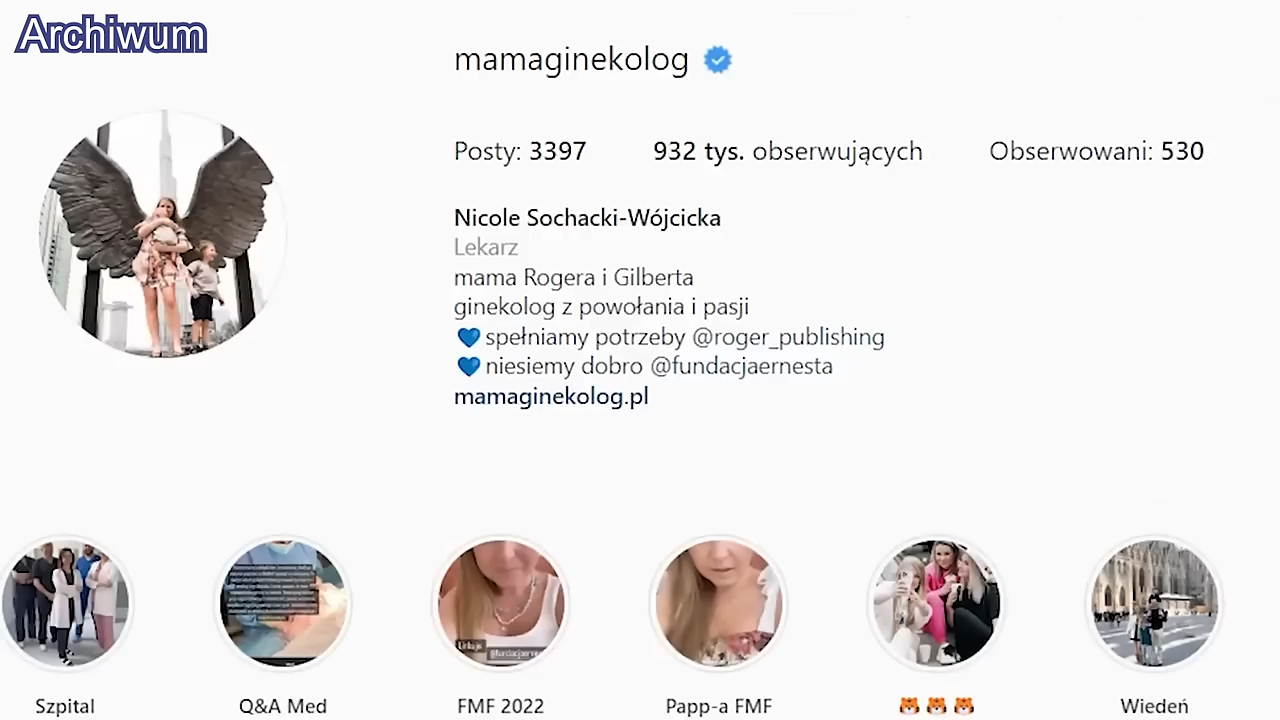 Archiwum
mamaginekolog
Posty: 3397 932 tys. obserwujących Obserwowani: 530
Nicole Sochacki-Wójcicka
Lekarz
mama Rogera i Gilberta
ginekolog z powołania i pasji
💙spełniamy potrzeby @roger_publishing
💙niesiemy dobro @fundacjaernesta
mamaginekolog.pl
Szpital Q&A Med FMF 2022 Papp-a FMF 🐯🐯🐯 Wiedeń